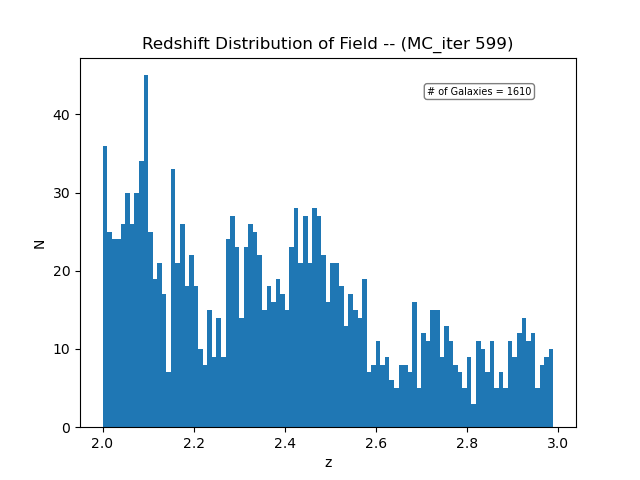 Redshift Distribution of Field -- (MC_iter 599)
# of Galaxies = 1610
40
30
20
10
0
N
2.0 2.2 2.4 2.6 2.8 3.0
z